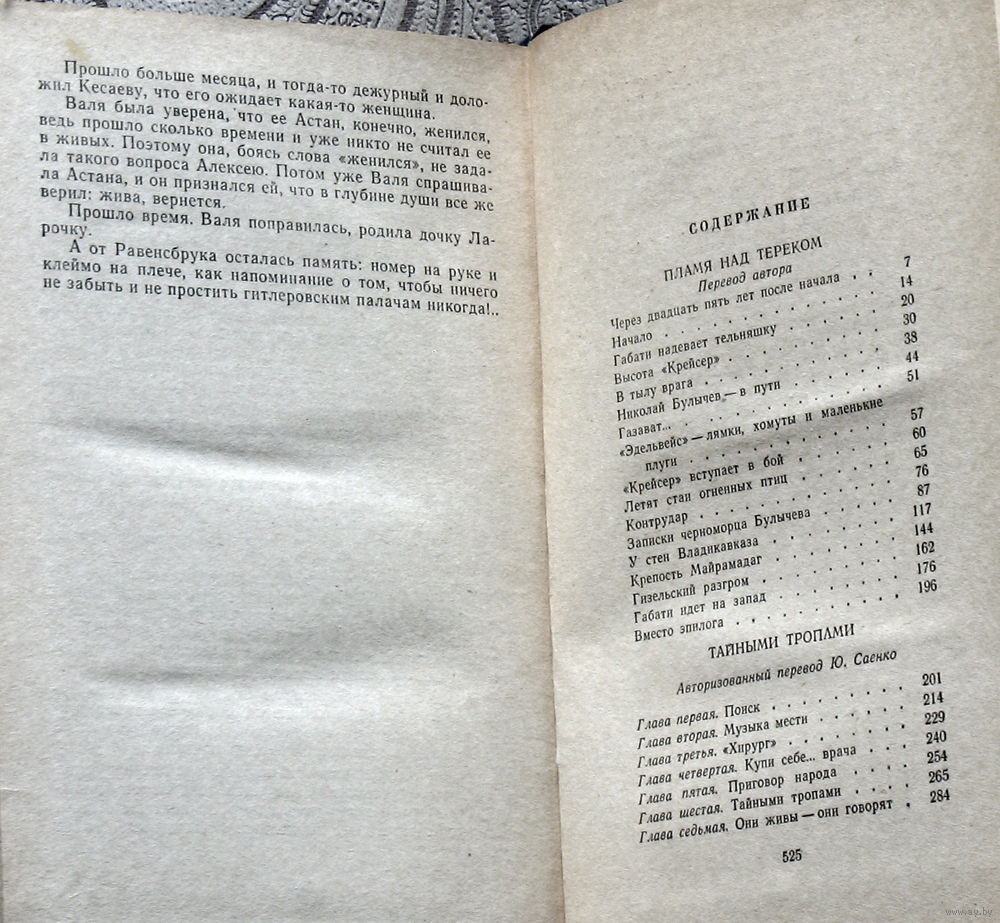 Прошло больше месяца, и тогда-то дежурный и доло-
жил Кесаеву, что его ожидает какая-то женщина.
Валя была уверена, что ее Астан, конечно, женился,
ведь прошло сколько времени и уже никто не считал ее
в живых. Поэтому она, боясь слова «женился», не зада-
ла такого вопроса Алексею. Потом уже Валя спрашива-
ла Астана, и он признался ей, что в глубине души все же
верил: жива, вернется.
Прошло время. Валя поправилась, родила дочку Ла-
рочку.
А от Равенсбрука осталась память: номер на руке и
клеймо на плече, как напоминание о том, чтобы ничего
не забыть и не простить гитлеровским палачам никогда!..
СОДЕРЖАНИЕ
ПЛАМЯ НАД ТЕРЕКОМ
Перевод автора
Через двадцать пять лет после начала . . 7
Начало . . . . . . . . . . . 14
Габати надевает тельняшку . . . . . . 20
Высота «Крейсер» . . . . . . . . . 30
В тылу врага . . . . . . . . . . 38
Николай Булычев — в пути . . . . . . 44
Газават... . . . . . . . . . . . 51
«Эдельвейс» — лямки, хомуты и маленькие
плуги . . . . . . . . . . . 57
«Крейсер» вступает в бой . . . . . . 60
Летят стаи огненных птиц . . . . . . 65
Контрудар . . . . . . . . . . . 76
Записки черноморца Булычева . . . . . 87
У стен Владикавказа . . . . . . . . 117
Крепость Майрамадаг . . . . . . . . 144
Гизельский разгром . . . . . . . . 162
Габати идет на запад . . . . . . . . 176
Вместо эпилога . . . . . . . . . 196
ТАЙНЫМИ ТРОПАМИ
Авторизованный перевод Ю. Саенко
Глава первая. Поиск . . . . . . . . 201
Глава вторая. Музыка мести . . . . . . 214
Глава третья. «Хирург» . . . . . . . 229
Глава четвертая. Купи себе... врача . . . 240
Глава пятая. Приговор народа . . . . . 254
Глава шестая. Тайными тропами . . . . 265
Глава седьмая. Они живы — они говорят . 284
525
www.ay.by